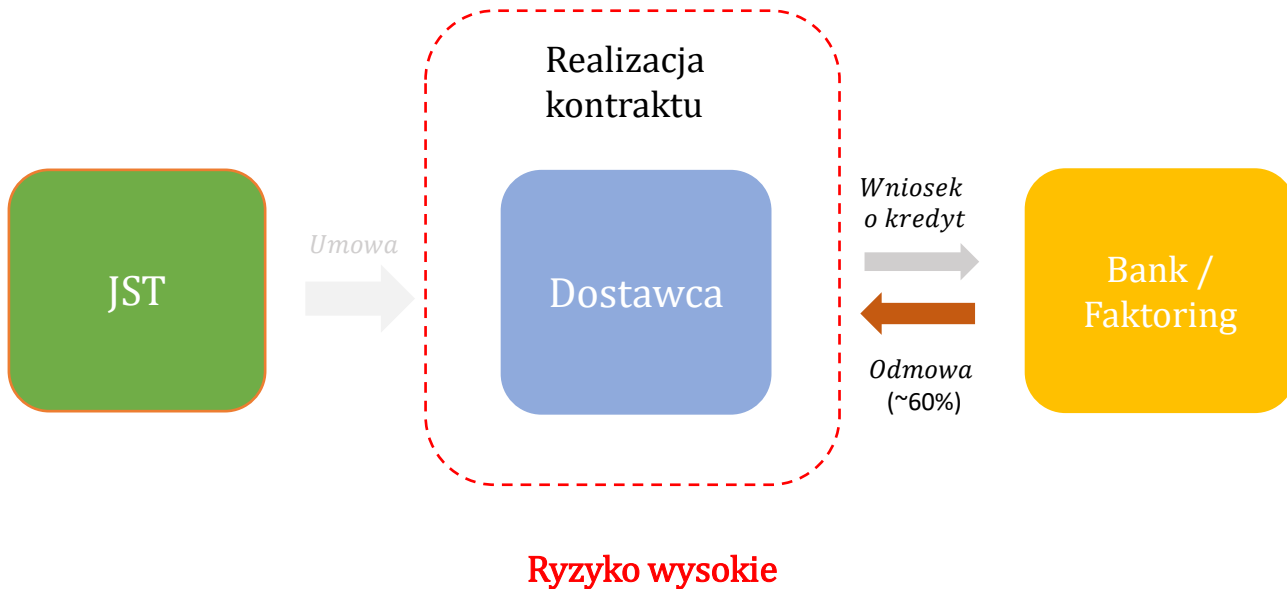 Realizacja
kontraktu
JST
Umowa
Dostawca
Wniosek
o kredyt
Odmowa
(~60%)
Bank /
Faktoring
Ryzyko wysokie